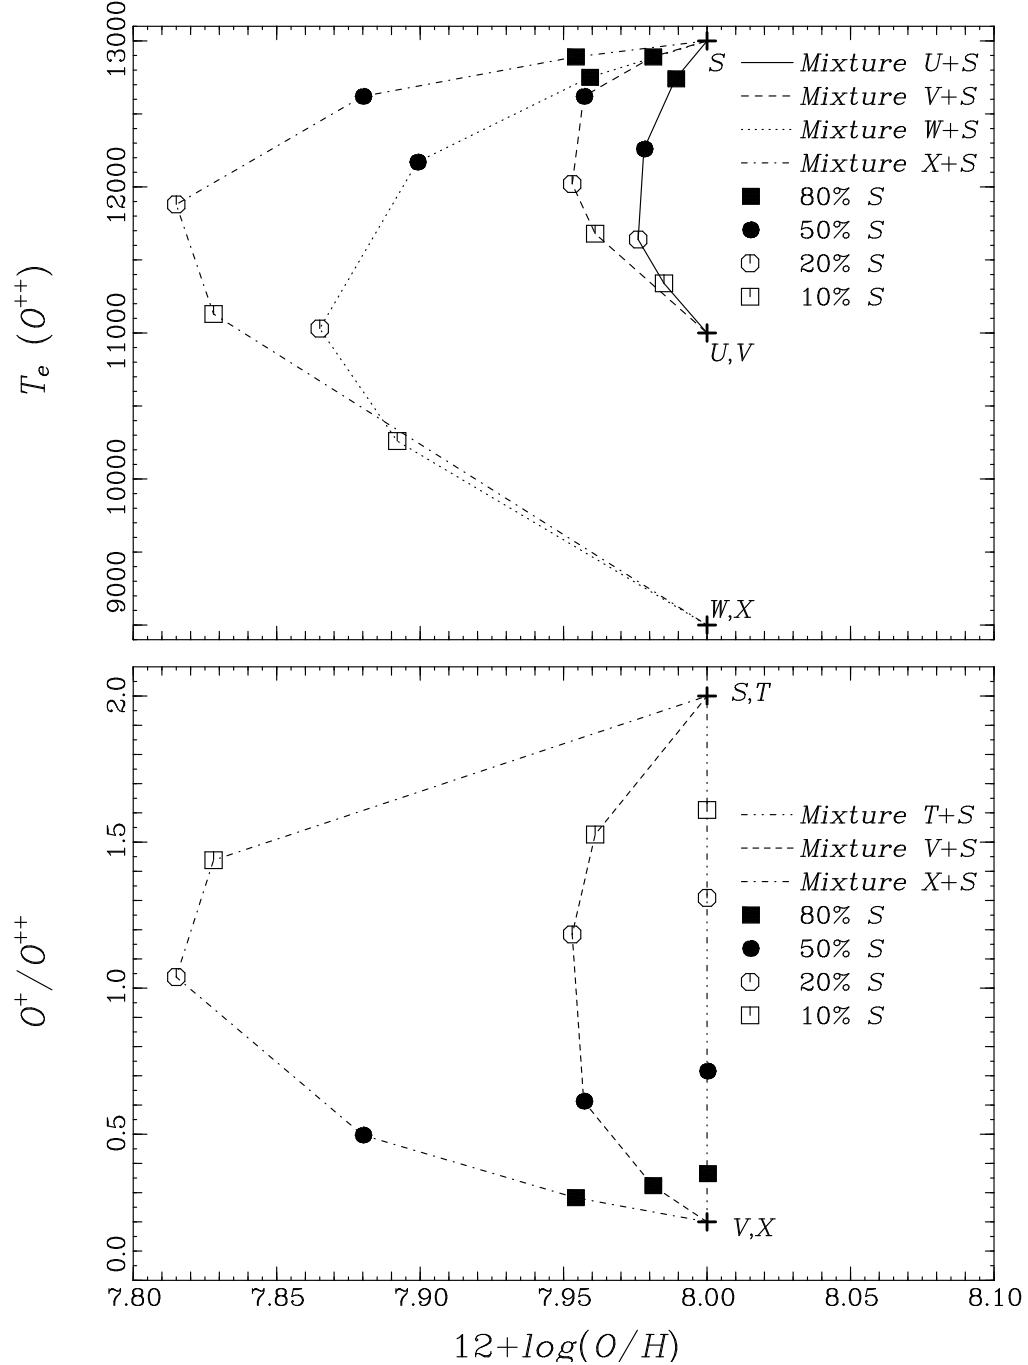 13000
12000
11000
10000
9000
T_e (O^{++})
S
Mixture U+S
Mixture V+S
Mixture W+S
Mixture X+S
80% S
50% S
20% S
10% S
U,V
W,X
2.0
1.5
1.0
0.5
0.0
O^+/O^{++}
S,T
Mixture T+S
Mixture V+S
Mixture X+S
80% S
50% S
20% S
10% S
V,X
7.80 7.85 7.90 7.95 8.00 8.05 8.10
12+log(O/H)